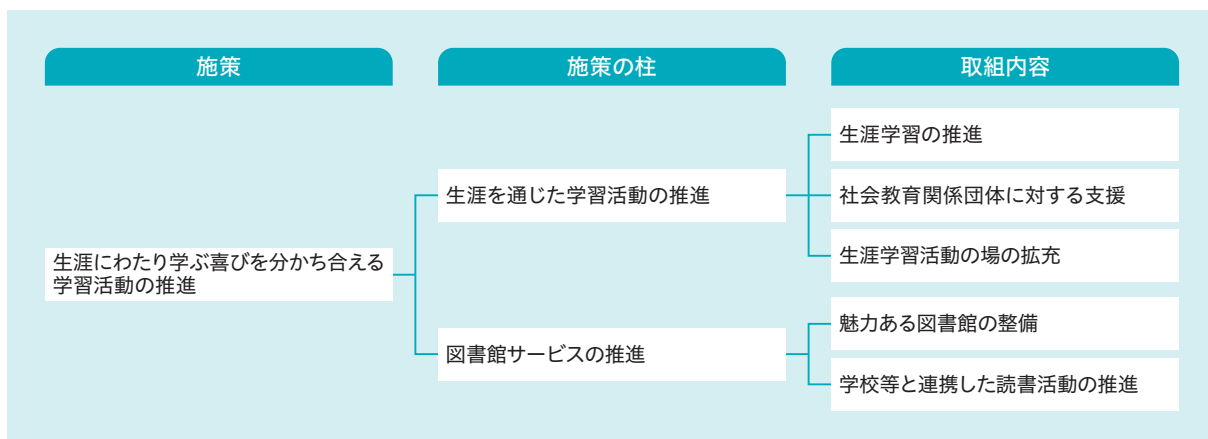 施策
施策の柱
取組内容
生涯にわたり学ぶ喜びを分かち合える
学習活動の推進
生涯を通じた学習活動の推進
生涯学習の推進
社会教育関係団体に対する支援
生涯学習活動の場の拡充
図書館サービスの推進
魅力ある図書館の整備
学校等と連携した読書活動の推進